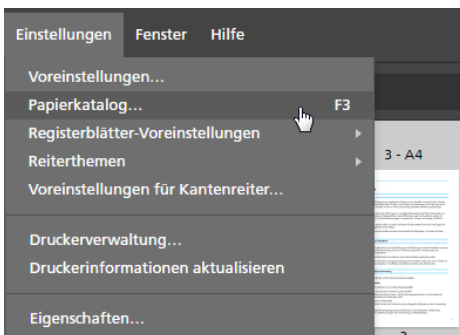 Einstellungen Fenster Hilfe
Voreinstellungen...
Papierkatalog... F3
Registerblätter-Voreinstellungen
Reiterthemen
3 - A4
Voreinstellungen für Kantenreiter...
Druckerverwaltung...
Druckerinformationen aktualisieren
Eigenschaften...